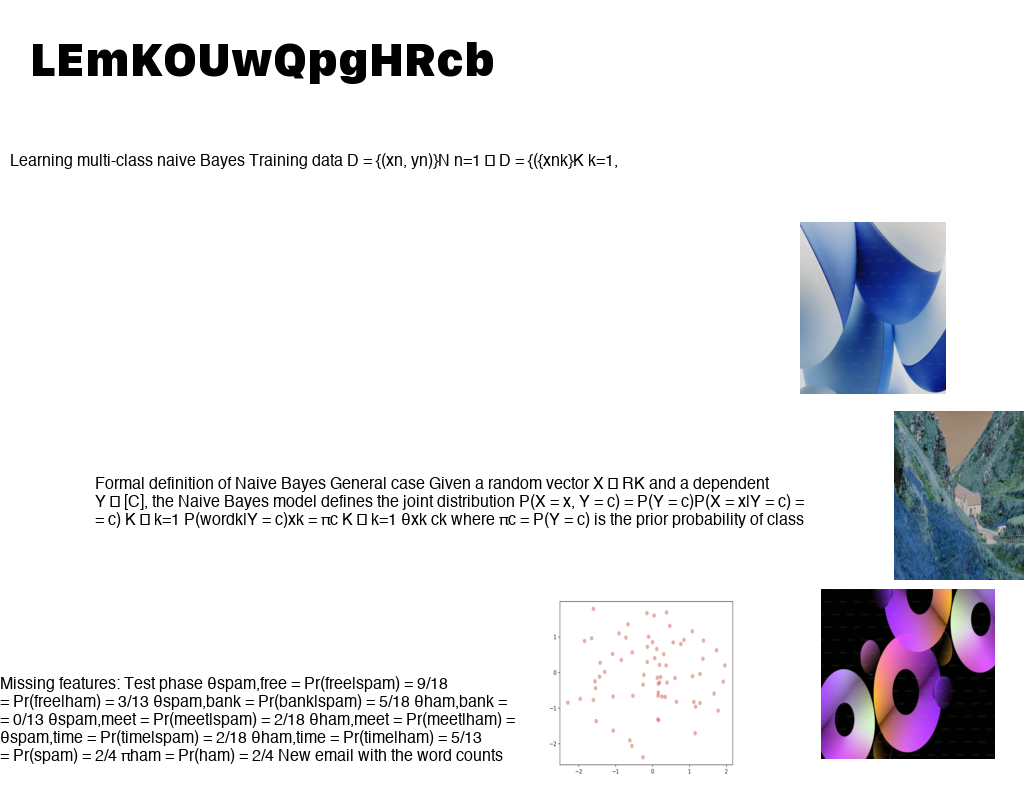 LEmKOUwQpgHRcb
Learning multi-class naive Bayes Training data D = {(xn, yn)}N n=1 □ D = {({xnk}K k=1,
Formal definition of Naive Bayes General case Given a random vector X □ RK and a dependent
Y □ [C], the Naive Bayes model defines the joint distribution P(X = x, Y = c) = P(Y = c)P(X = x|Y = c) =
= c) K □ k=1 P(wordk|Y = c)xk = πc K □ k=1 θxk ck where πc = P(Y = c) is the prior probability of class
Missing features: Test phase θspam,free = Pr(free|spam) = 9/18
= Pr(free|ham) = 3/13 θspam,bank = Pr(bank|spam) = 5/18 θham,bank =
= 0/13 θspam,meet = Pr(meet|spam) = 2/18 θham,meet = Pr(meet|ham) =
θspam,time = Pr(time|spam) = 2/18 θham,time = Pr(time|ham) = 5/13
= Pr(spam) = 2/4 πham = Pr(ham) = 2/4 New email with the word counts
1
0
−1
−2
−2 −1 0 1 2